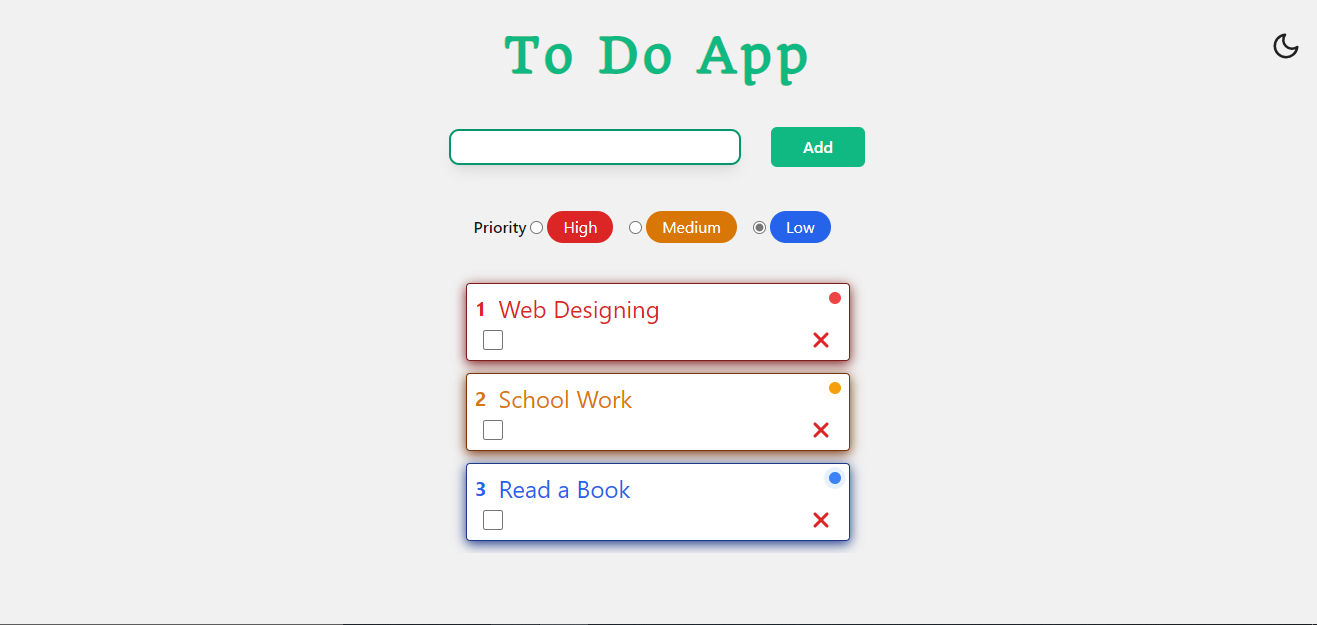 To Do App
Add
Priority High Medium Low
1 Web Designing
2 School Work
3 Read a Book